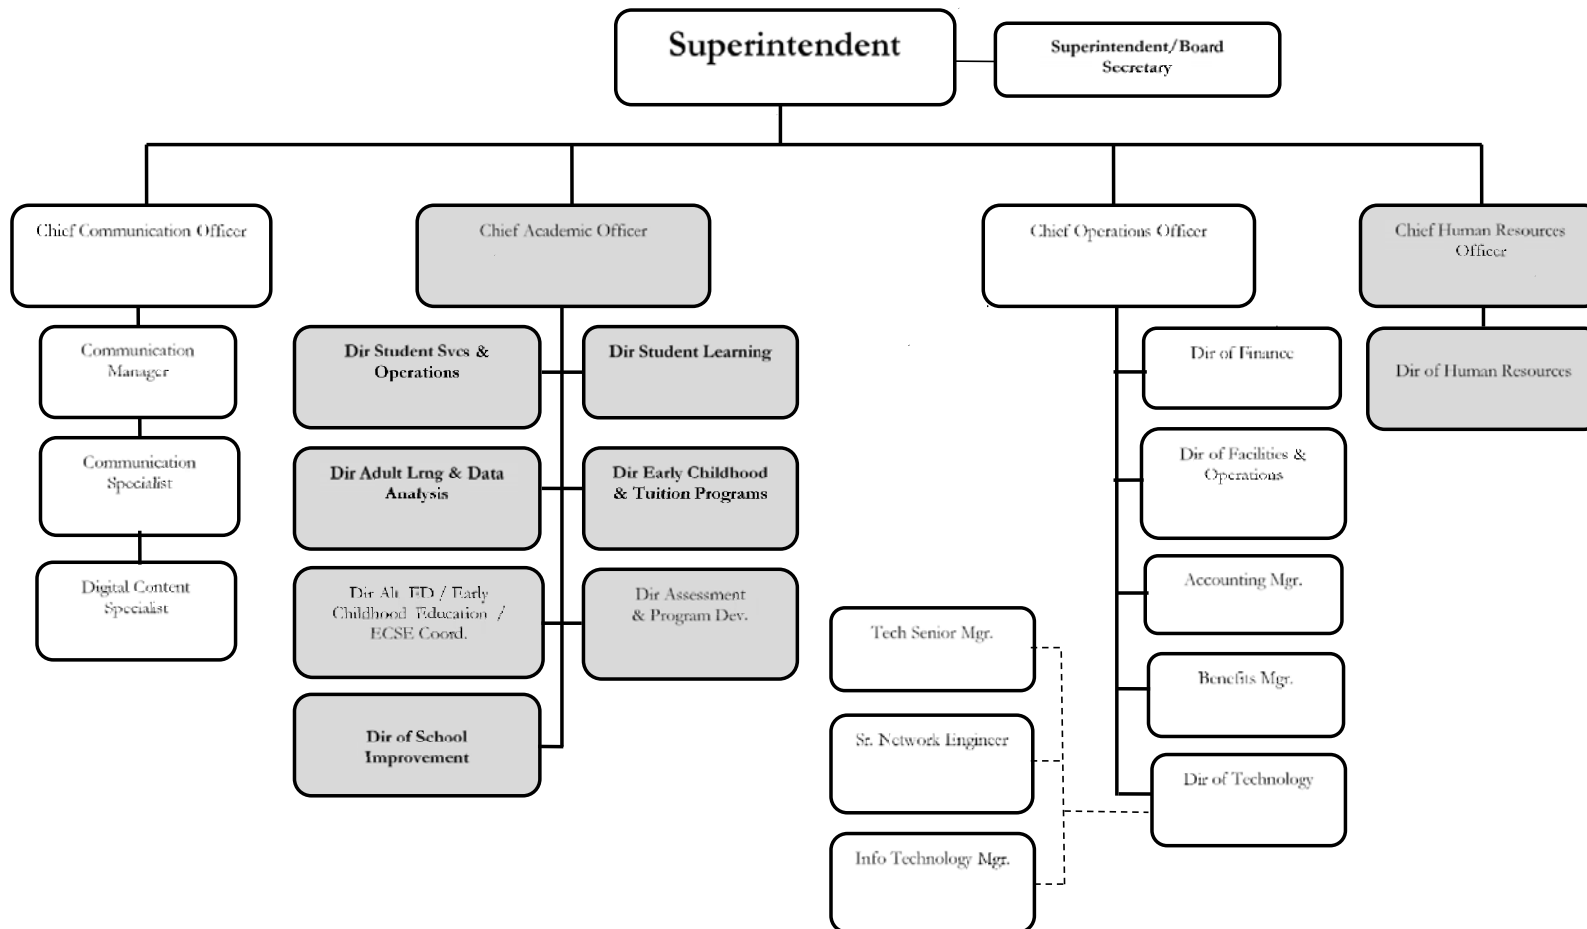 Superintendent
Superintendent/Board
Secretary
Chief Communication Officer
Chief Academic Officer
Chief Operations Officer
Chief Human Resources
Officer
Communication
Manager
Communication
Specialist
Digital Content
Specialist
Dir Student Svcs &
Operations
Dir Student Learning
Dir Adult Lrng & Data
Analysis
Dir Early Childhood
& Tuition Programs
Dir Alt ED / Early
Childhood Education /
ECSE Coord.
Dir Assessment
& Program Dev.
Dir of School
Improvement
Dir of Finance
Dir of Facilities &
Operations
Accounting Mgr.
Benefits Mgr.
Dir of Technology
Tech Senior Mgr.
Sr. Network Engineer
Info Technology Mgr.
Dir of Human Resources